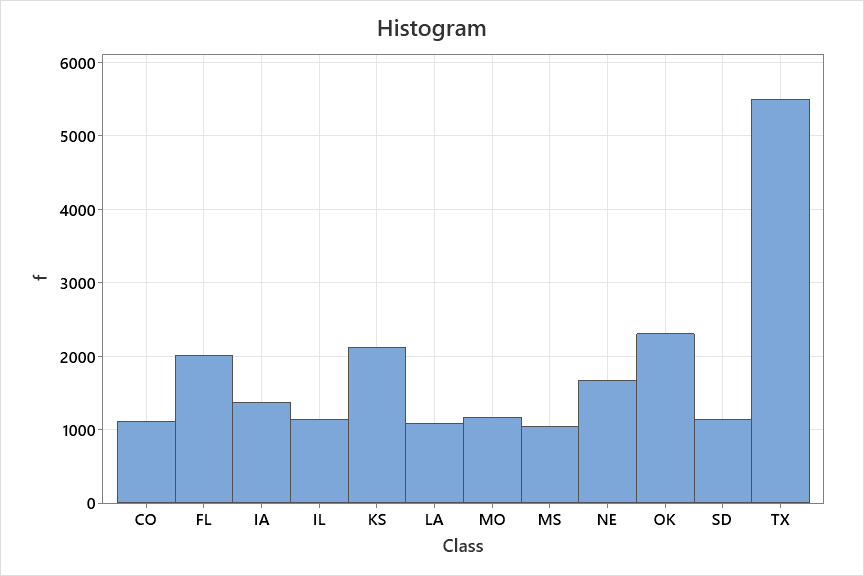 Histogram
6000
5000
4000
3000
2000
1000
0
f
CO FL IA IL KS LA MO MS NE OK SD TX
Class